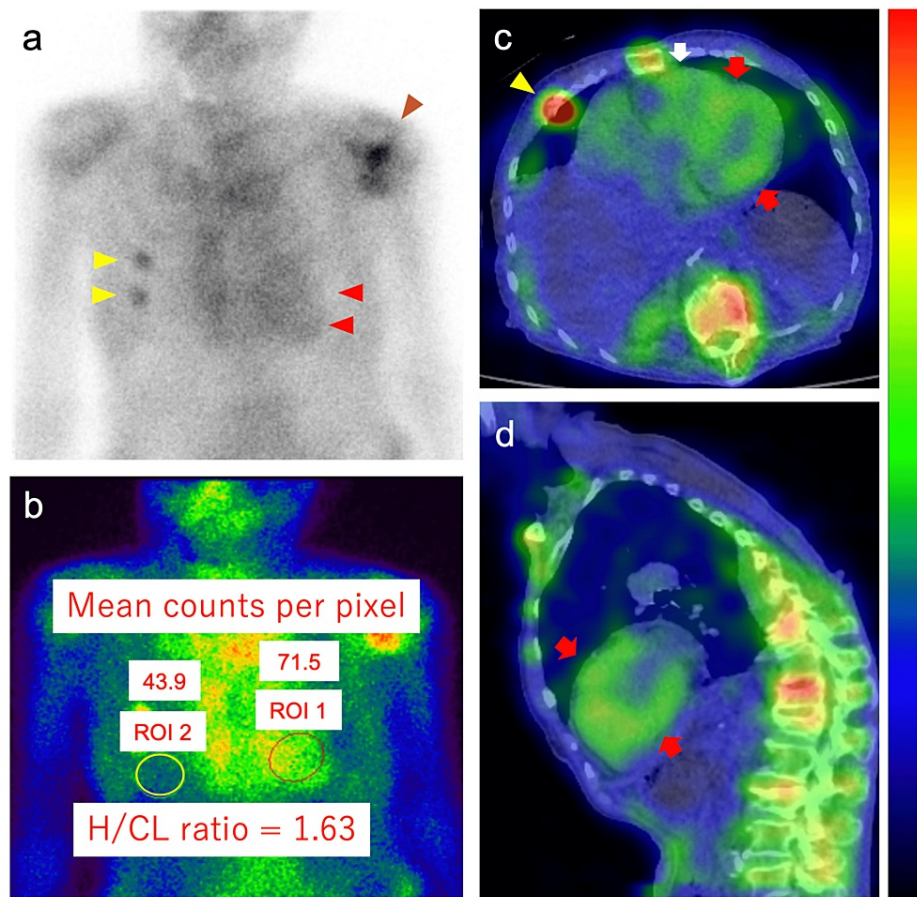 a
b
Mean counts per pixel
43.9
71.5
ROI 2
ROI 1
H/CL ratio = 1.63
c
d